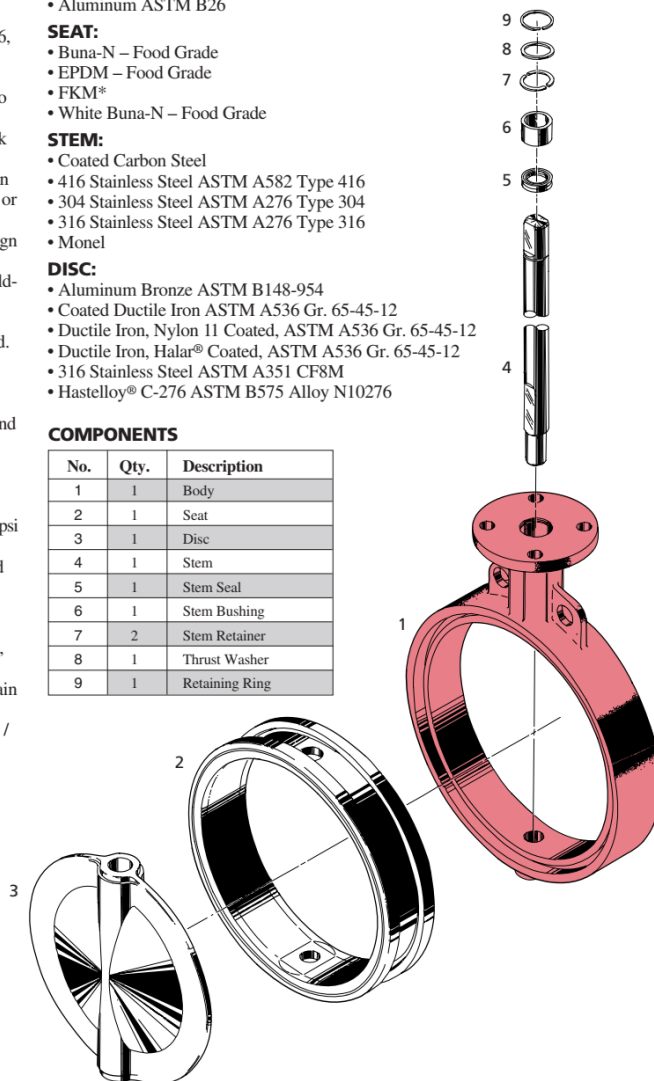 • Aluminum ASTM B26
SEAT:
• Buna-N – Food Grade
• EPDM – Food Grade
• FKM*
• White Buna-N – Food Grade
STEM:
• Coated Carbon Steel
• 416 Stainless Steel ASTM A582 Type 416
• 304 Stainless Steel ASTM A276 Type 304
• 316 Stainless Steel ASTM A276 Type 316
• Monel
DISC:
• Aluminum Bronze ASTM B148-954
• Coated Ductile Iron ASTM A536 Gr. 65-45-12
• Ductile Iron, Nylon 11 Coated, ASTM A536 Gr. 65-45-12
• Ductile Iron, Halar® Coated, ASTM A536 Gr. 65-45-12
• 316 Stainless Steel ASTM A351 CF8M
• Hastelloy® C-276 ASTM B575 Alloy N10276
COMPONENTS
No. Qty. Description
1 1 Body
2 1 Seat
3 1 Disc
4 1 Stem
5 1 Stem Seal
6 1 Stem Bushing
7 2 Stem Retainer
8 1 Thrust Washer
9 1 Retaining Ring
9
8
7
6
5
4
1
2
3
6,
or
psi
/